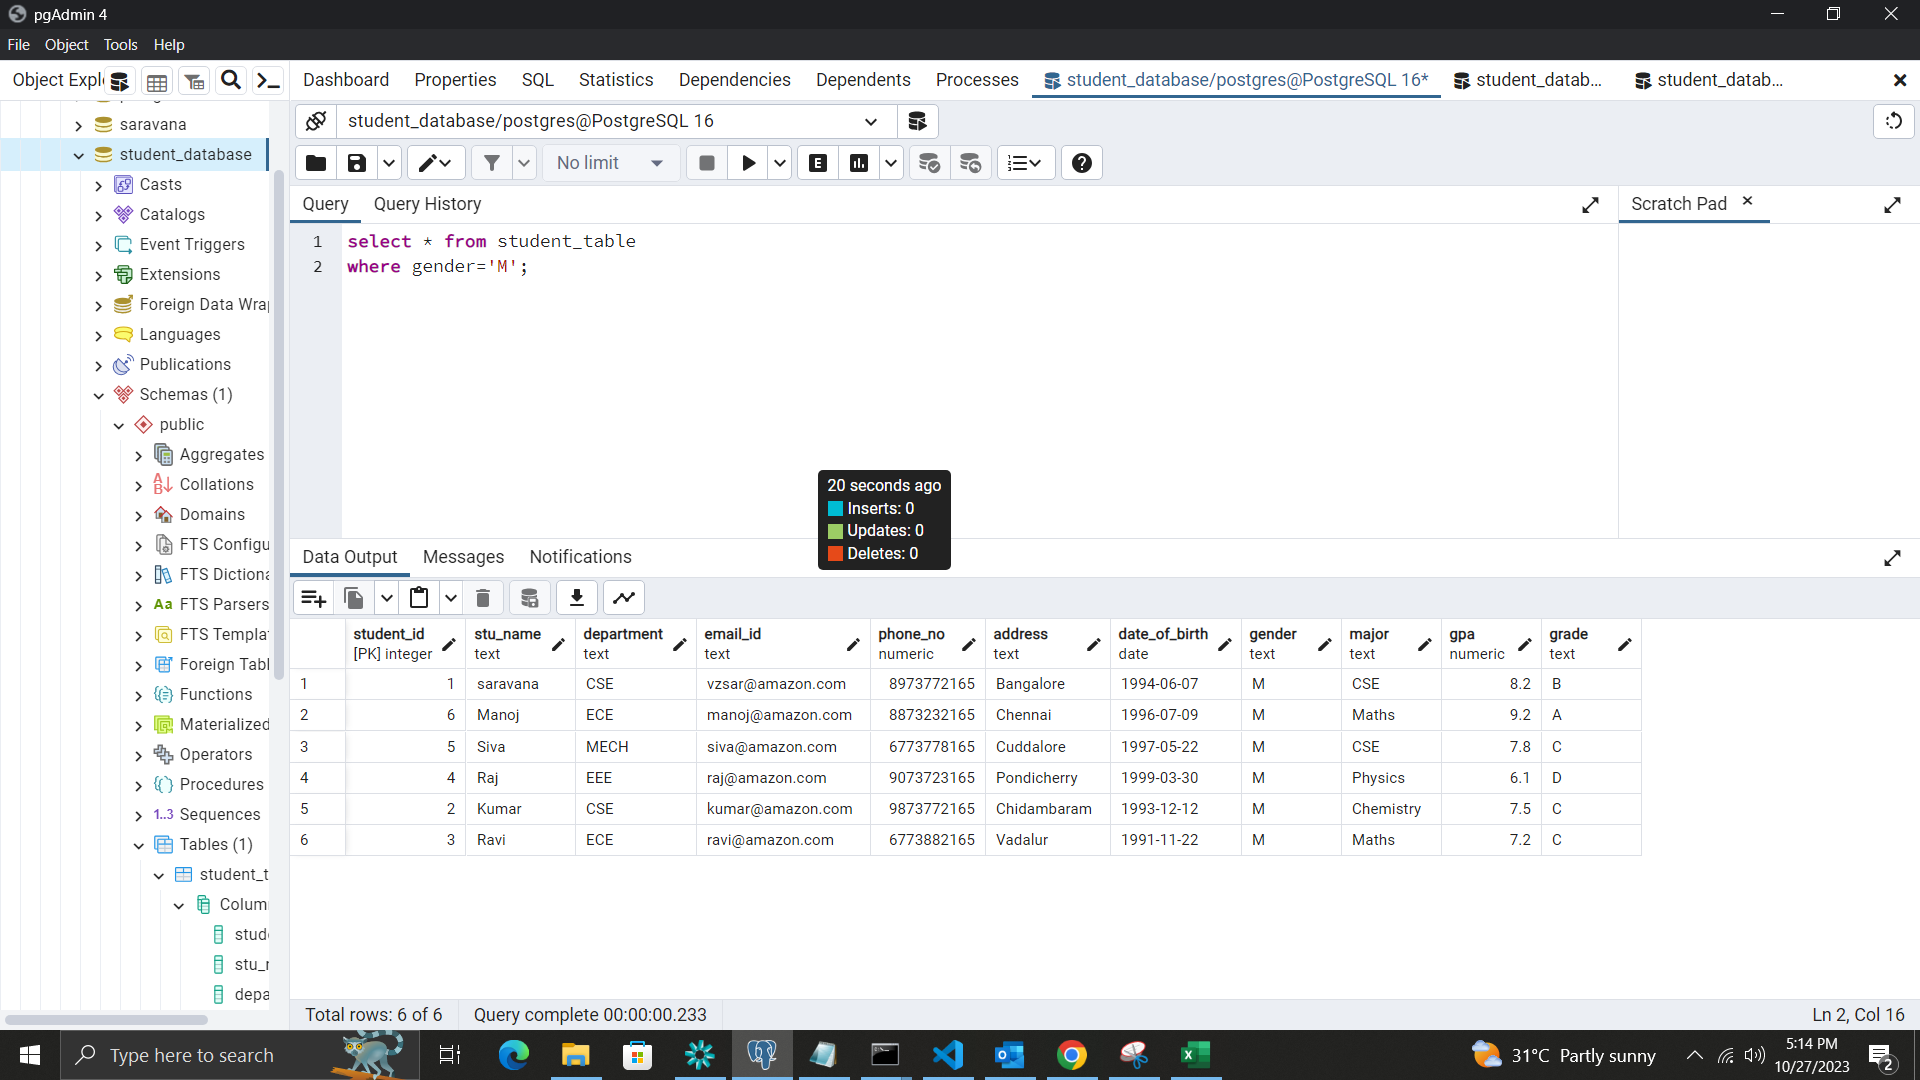 pgAdmin 4
File Object Tools Help
Object Explo
Dashboard Properties SQL Statistics Dependencies Dependents Processes student_database/postgres@PostgreSQL 16* student_datab... student_datab...
saravana
student_database
Casts
Catalogs
Event Triggers
Extensions
Foreign Data Wrap
Languages
Publications
Schemas (1)
public
Aggregates
Collations
Domains
FTS Configu
FTS Dictiona
FTS Parsers
FTS Templat
Foreign Tabl
Functions
Materialized
Operators
Procedures
Sequences
Tables (1)
student_t
Colum
stude
stu_n
depa
student_database/postgres@PostgreSQL 16
No limit
Query Query History
Scratch Pad
1 select * from student_table
2 where gender='M';
20 seconds ago
Inserts: 0
Updates: 0
Deletes: 0
Data Output Messages Notifications
student_id stu_name department email_id phone_no address date_of_birth gender major gpa grade
[PK] integer text text text numeric text date text text numeric text
1 1 saravana CSE vzsar@amazon.com 8973772165 Bangalore 1994-06-07 M CSE 8.2 B
2 6 Manoj ECE manoj@amazon.com 8873232165 Chennai 1996-07-09 M Maths 9.2 A
3 5 Siva MECH siva@amazon.com 6773778165 Cuddalore 1997-05-22 M CSE 7.8 C
4 4 Raj EEE raj@amazon.com 9073723165 Pondicherry 1999-03-30 M Physics 6.1 D
5 2 Kumar CSE kumar@amazon.com 9873772165 Chidambaram 1993-12-12 M Chemistry 7.5 C
6 3 Ravi ECE ravi@amazon.com 6773882165 Vadalur 1991-11-22 M Maths 7.2 C
Total rows: 6 of 6 Query complete 00:00:00.233 Ln 2, Col 16
Type here to search
31°C Partly sunny
5:14 PM
10/27/2023
2